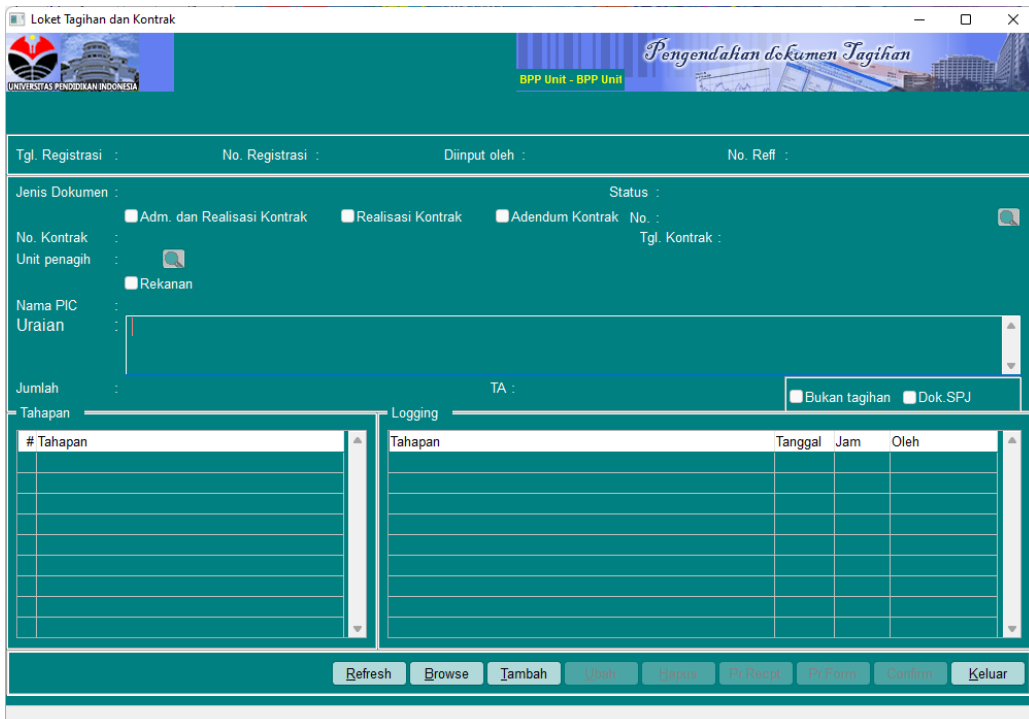 Loket Tagihan dan Kontrak
UNIVERSITAS PENDIDIKAN INDONESIA
Pengendalian dokumen Tagihan
BPP Unit - BPP Unit
Tgl. Registrasi : No. Registrasi : Diinput oleh : No. Reff :
Jenis Dokumen : Status :
Adm. dan Realisasi Kontrak Realisasi Kontrak Adendum Kontrak No. :
No. Kontrak : Tgl. Kontrak :
Unit penagih :
Rekanan
Nama PIC :
Uraian :
Jumlah : TA :
Bukan tagihan Dok.SPJ
Tahapan Logging
# Tahapan Tahapan Tanggal Jam Oleh
Refresh Browse Tambah Ubah Hapus Pr.Recpt Pr.Form Confirm Keluar